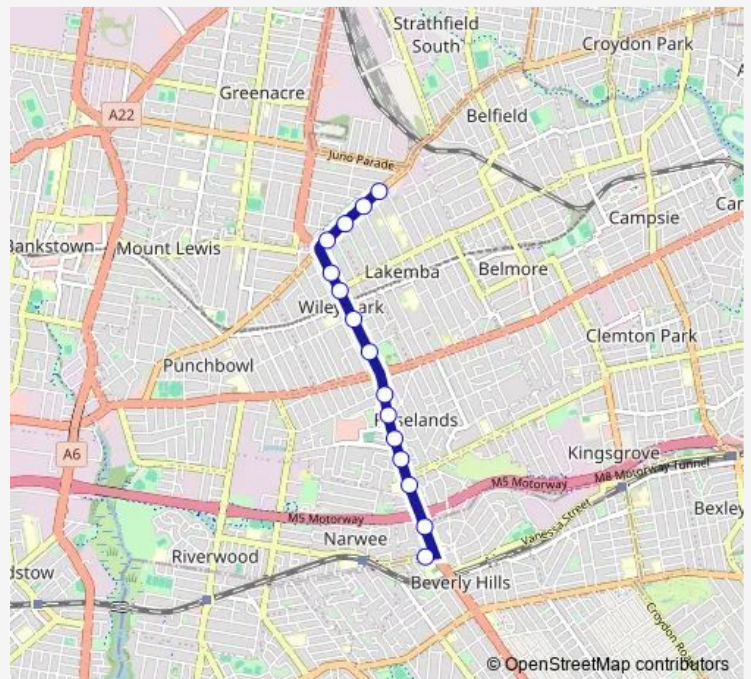 Strathfield
South
Croydon Park
Greenacre
A22
Belfield
Juno Parade
Campsie
Bankstown
Mount Lewis
Lakemba
Belmore
Wiley Park
Clemton Park
Punchbowl
Roselands
A6
Kingsgrove
M8 Motorway Tunnel
M5 Motorway
M5 Motorway
Vanessa Street
Bexley
Narwee
Riverwood
dstow
Beverly Hills
Croydon Road
© OpenStreetMap contributors